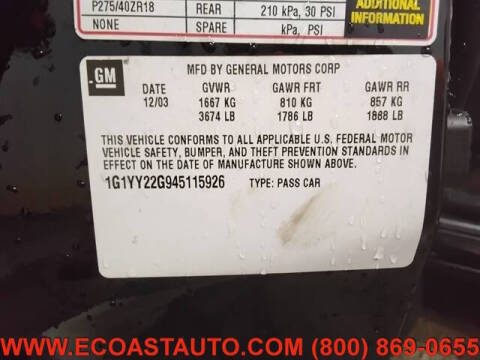 P275/40ZR18 REAR 210 kPa, 30 PSI
NONE SPARE kPa, PSI
ADDITIONAL
INFORMATION
GM
MFD BY GENERAL MOTORS CORP
DATE GVWR GAWR FRT GAWR RR
12/03 1667 KG 810 KG 857 KG
3674 LB 1786 LB 1888 LB
THIS VEHICLE CONFORMS TO ALL APPLICABLE U.S. FEDERAL MOTOR
VEHICLE SAFETY, BUMPER, AND THEFT PREVENTION STANDARDS
IN EFFECT ON THE DATE OF MANUFACTURE SHOWN ABOVE.
1G1YY22G945115926 TYPE: PASS CAR
WWW.ECOASTAUTO.COM (800) 869-0655